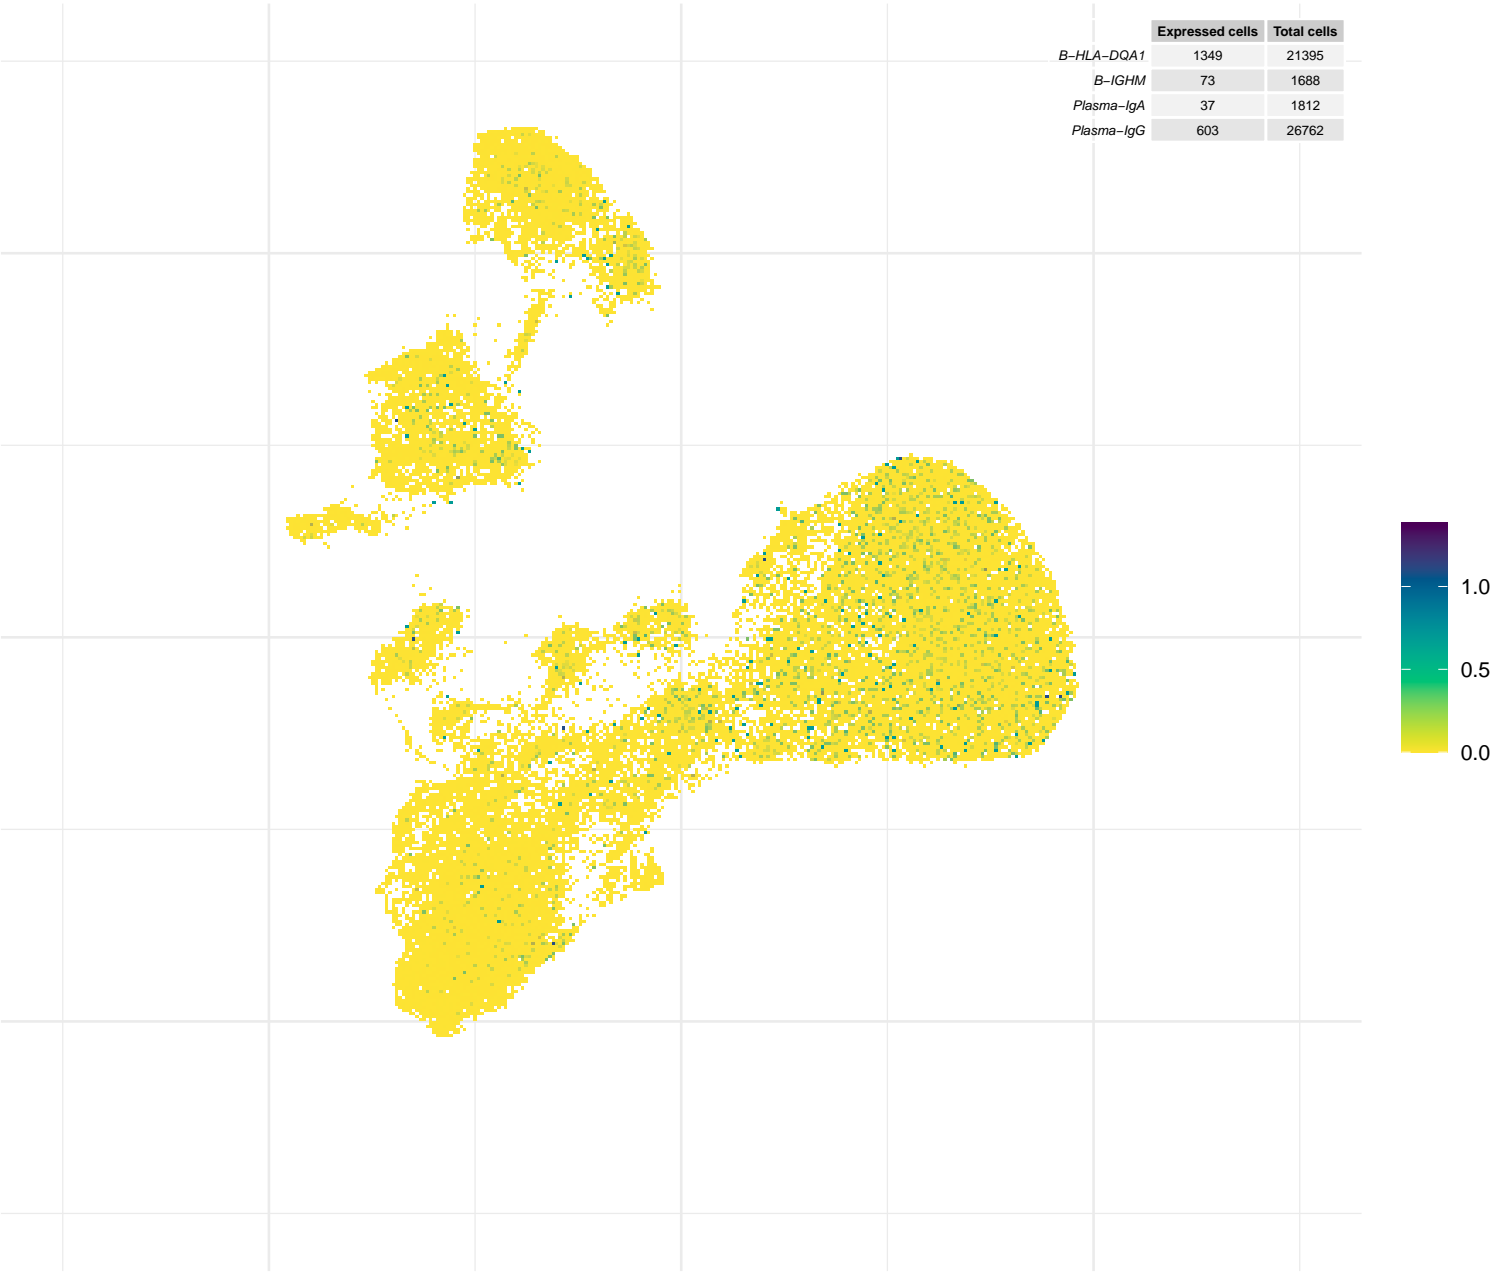 Expressed cells Total cells
B−HLA−DQA1 1349 21395
B−IGHM 73 1688
Plasma−IgA 37 1812
Plasma−IgG 603 26762
1.0
0.5
0.0